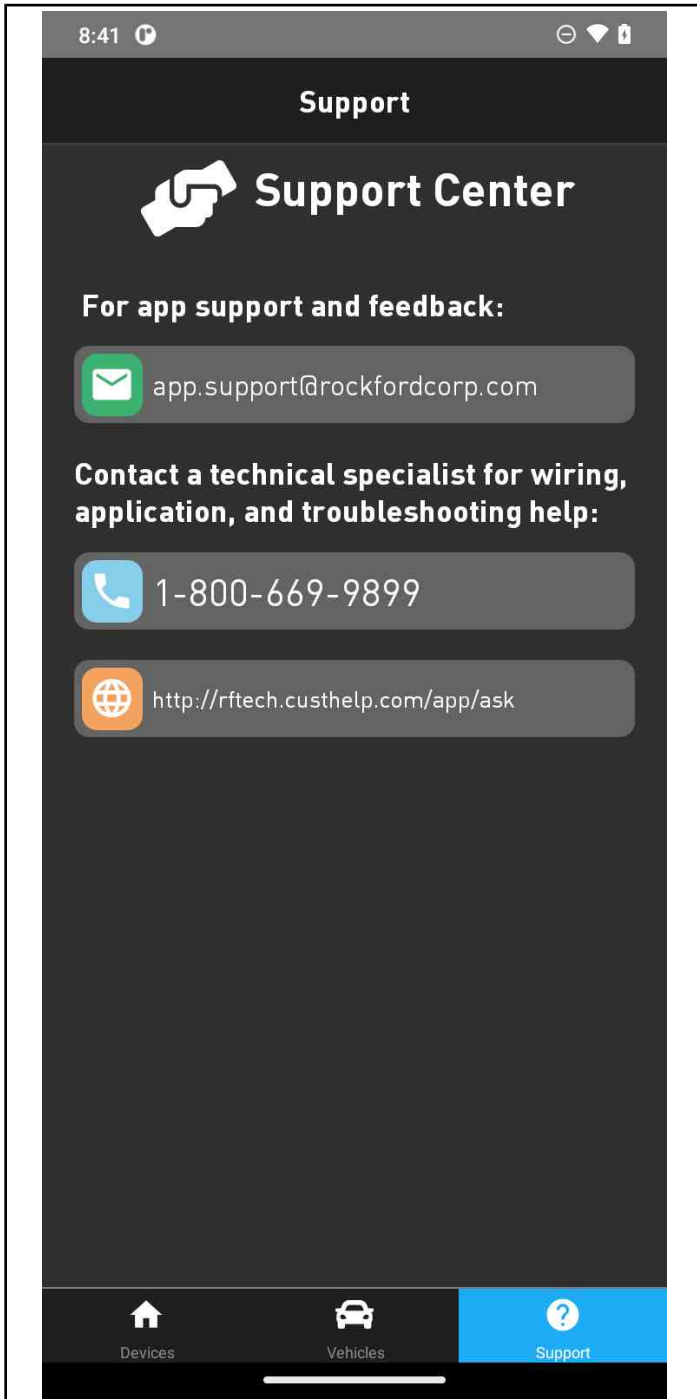 8:41
Support
Support Center
For app support and feedback:
app.support@rockfordcorp.com
Contact a technical specialist for wiring,
application, and troubleshooting help:
1-800-669-9899
http://rftech.custhelp.com/app/ask
Devices
Vehicles
Support